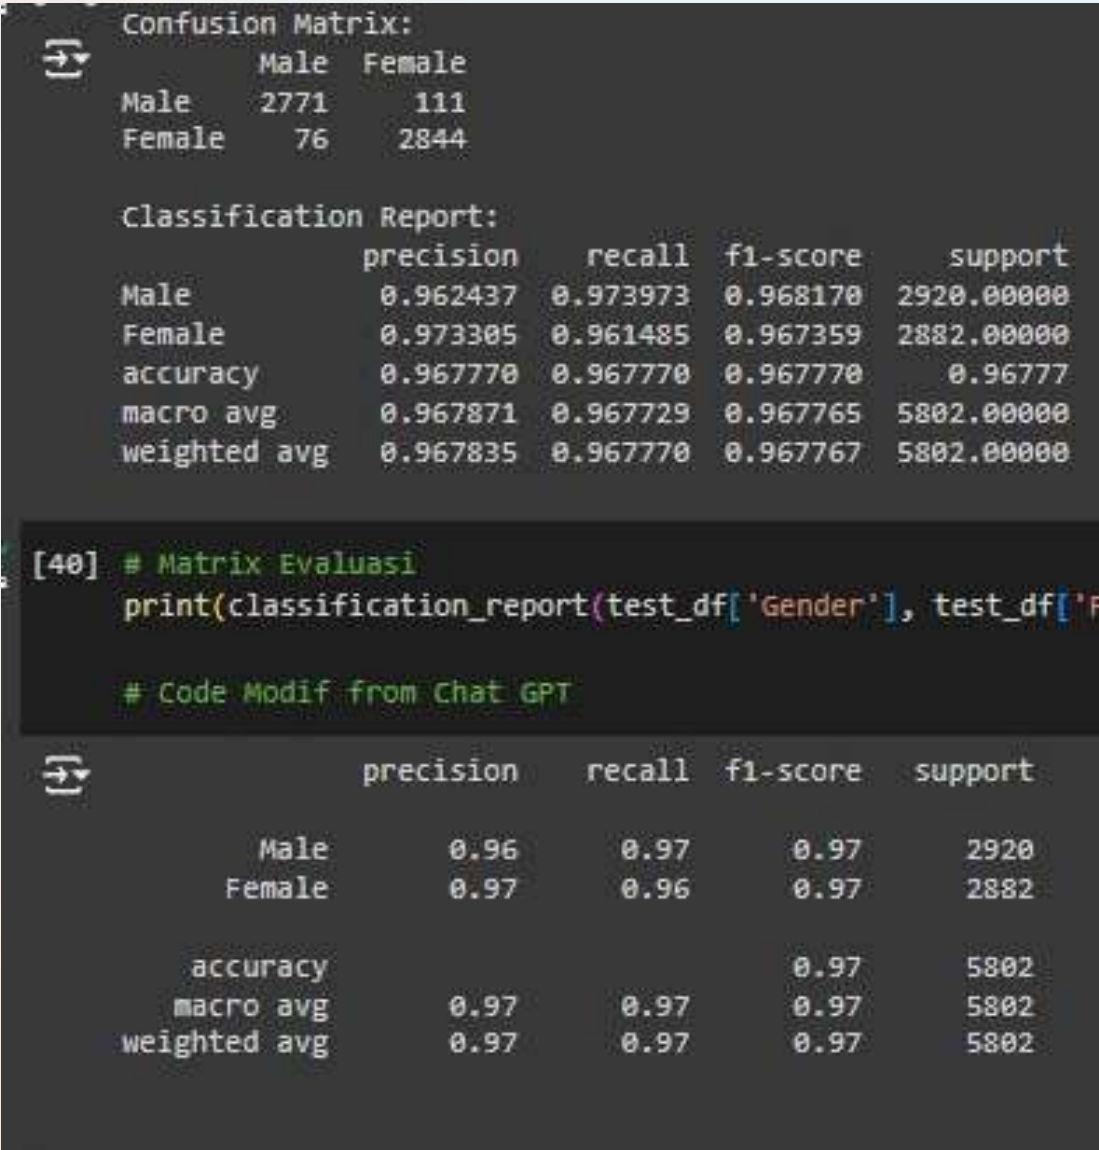 Confusion Matrix:
Male Female
Male 2771 111
Female 76 2844
Classification Report:
precision recall f1-score support
Male 0.962437 0.973973 0.968170 2920.00000
Female 0.973305 0.961485 0.967359 2882.00000
accuracy 0.967770 0.967770 0.967770 0.96777
macro avg 0.967871 0.967729 0.967765 5802.00000
weighted avg 0.967835 0.967770 0.967767 5802.00000
[40] # Matrix Evaluasi
print(classification_report(test_df['Gender'], test_df['
# Code Modif from Chat GPT
precision recall f1-score support
Male 0.96 0.97 0.97 2920
Female 0.97 0.96 0.97 2882
accuracy 0.97 5802
macro avg 0.97 0.97 0.97 5802
weighted avg 0.97 0.97 0.97 5802